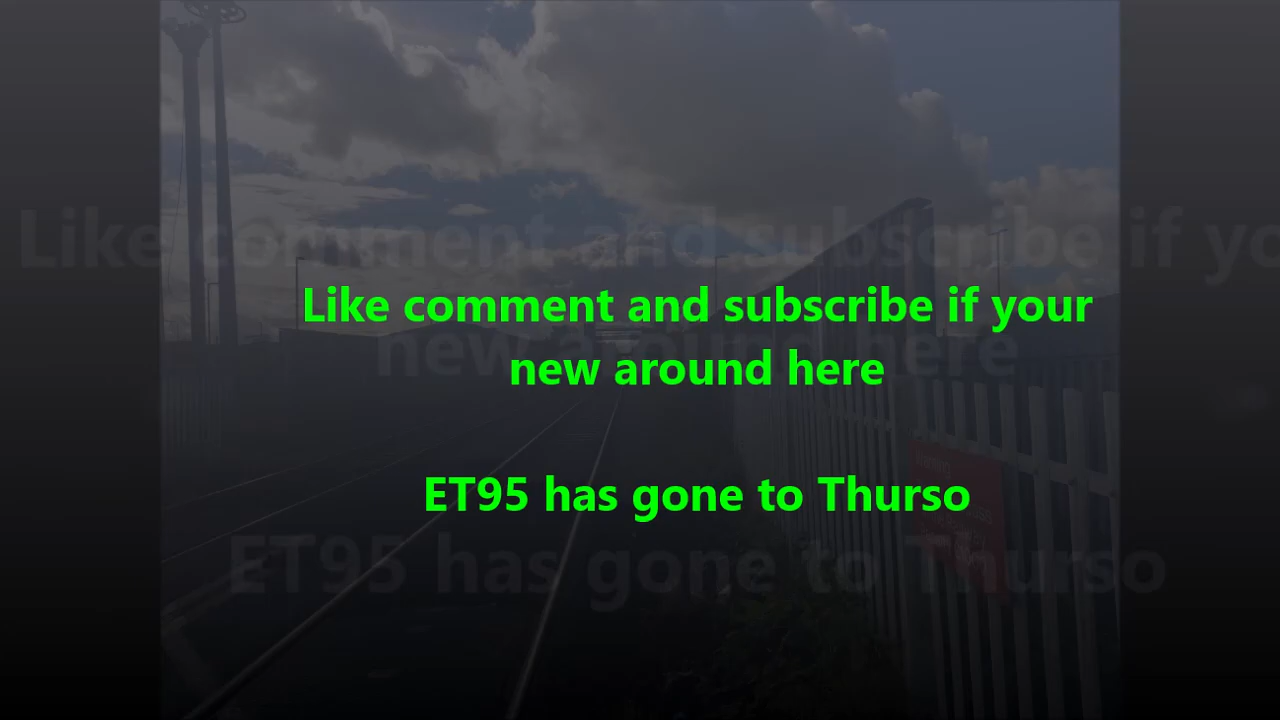 Like comment and subscribe if your
new around here
ET95 has gone to Thurso